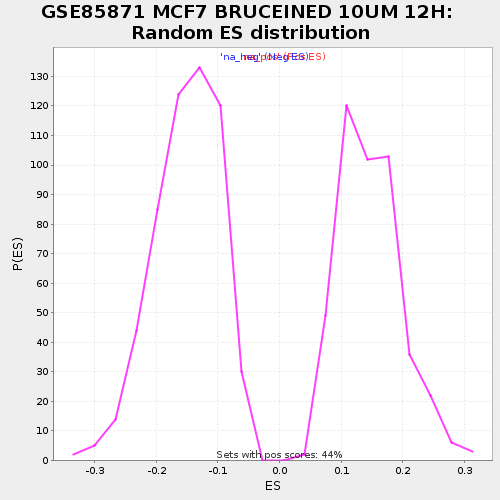 GSE85871 MCF7 BRUCEINED 10UM 12H:
Random ES distribution
130
120
110
100
90
80
70
60
50
40
30
20
10
0
P(ES)
Sets with pos scores: 44%
-0.3 -0.2 -0.1 0.0 0.1 0.2 0.3
ES